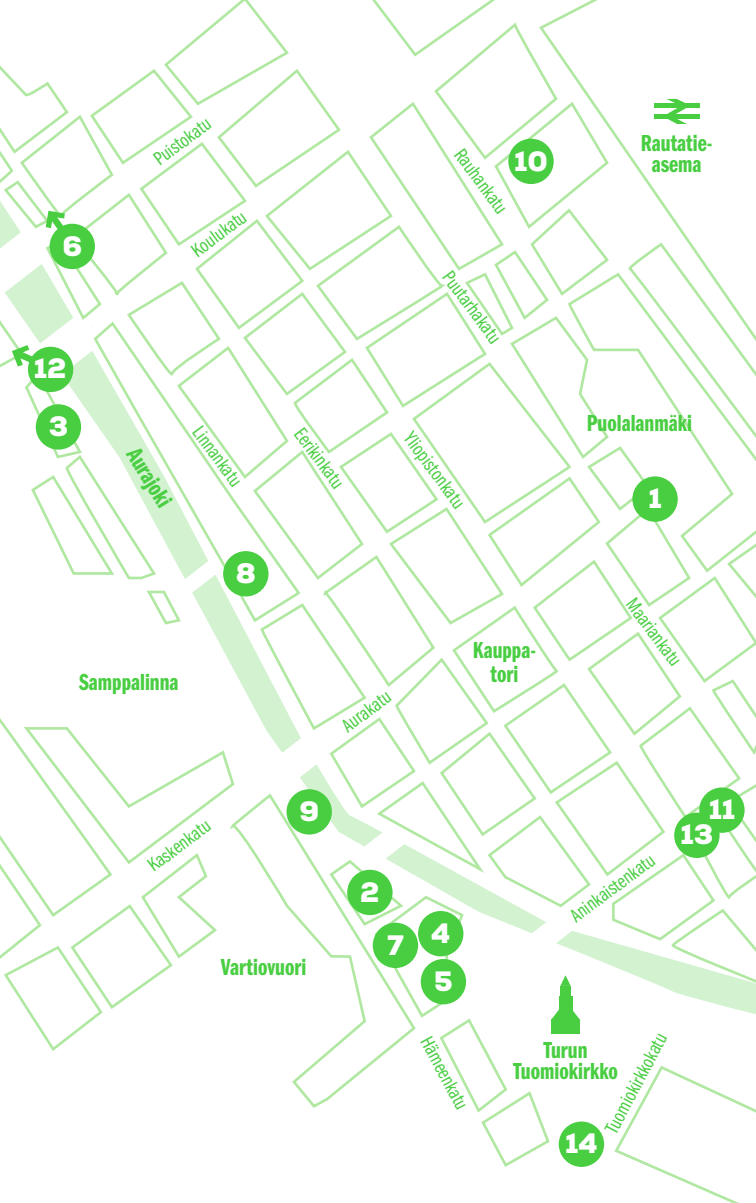 Puistokatu
Rauhankatu
10
Rautatie-
asema
Koulukatu
6
Puutarhakatu
12
3
Aurajoki
Linnankatu
Eerikinkatu
Yliopistonkatu
Puolalanmäki
1
8
Maariankatu
Samppalinna
Kauppa-
tori
Aurakatu
9
11
13
Kaskenkatu
Aninkaistenkatu
2
7
4
5
Vartiovuori
Turun
Tuomiokirkko
Hämeenkatu
Tuomiokirkkokatu
14